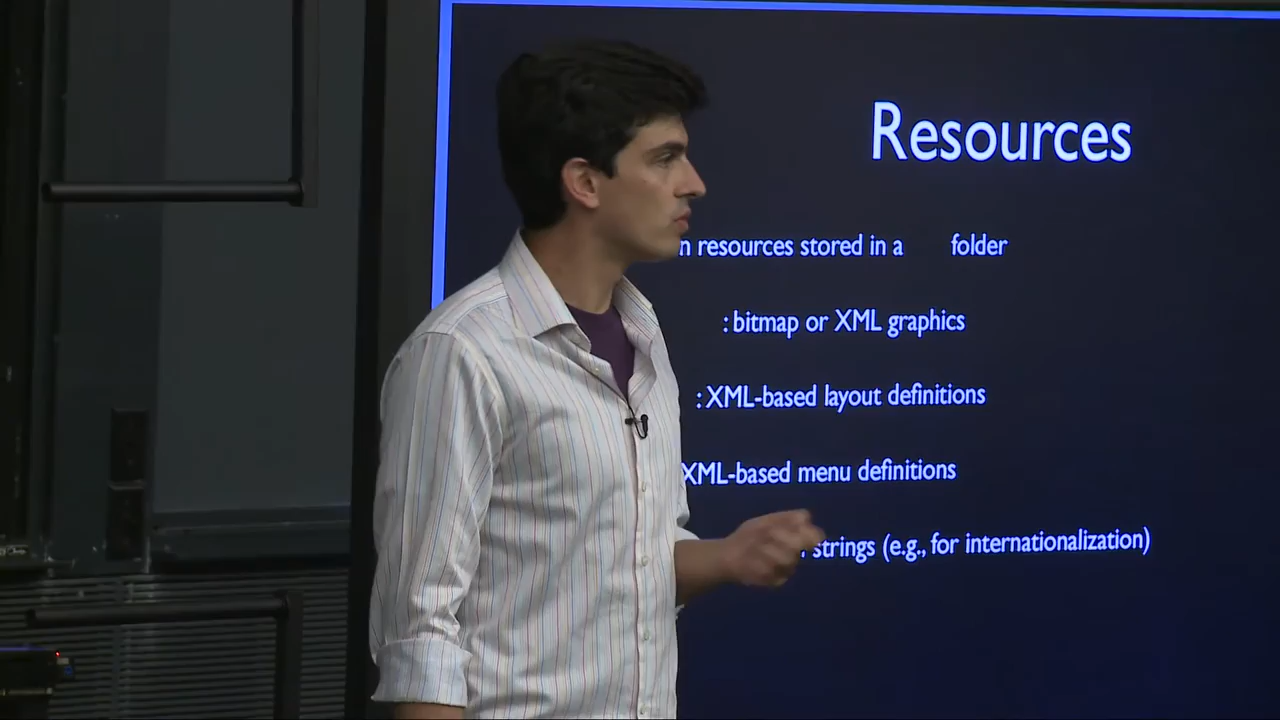 Resources
resources stored in a folder
: bitmap or XML graphics
: XML-based layout definitions
XML-based menu definitions
strings (e.g., for internationalization)